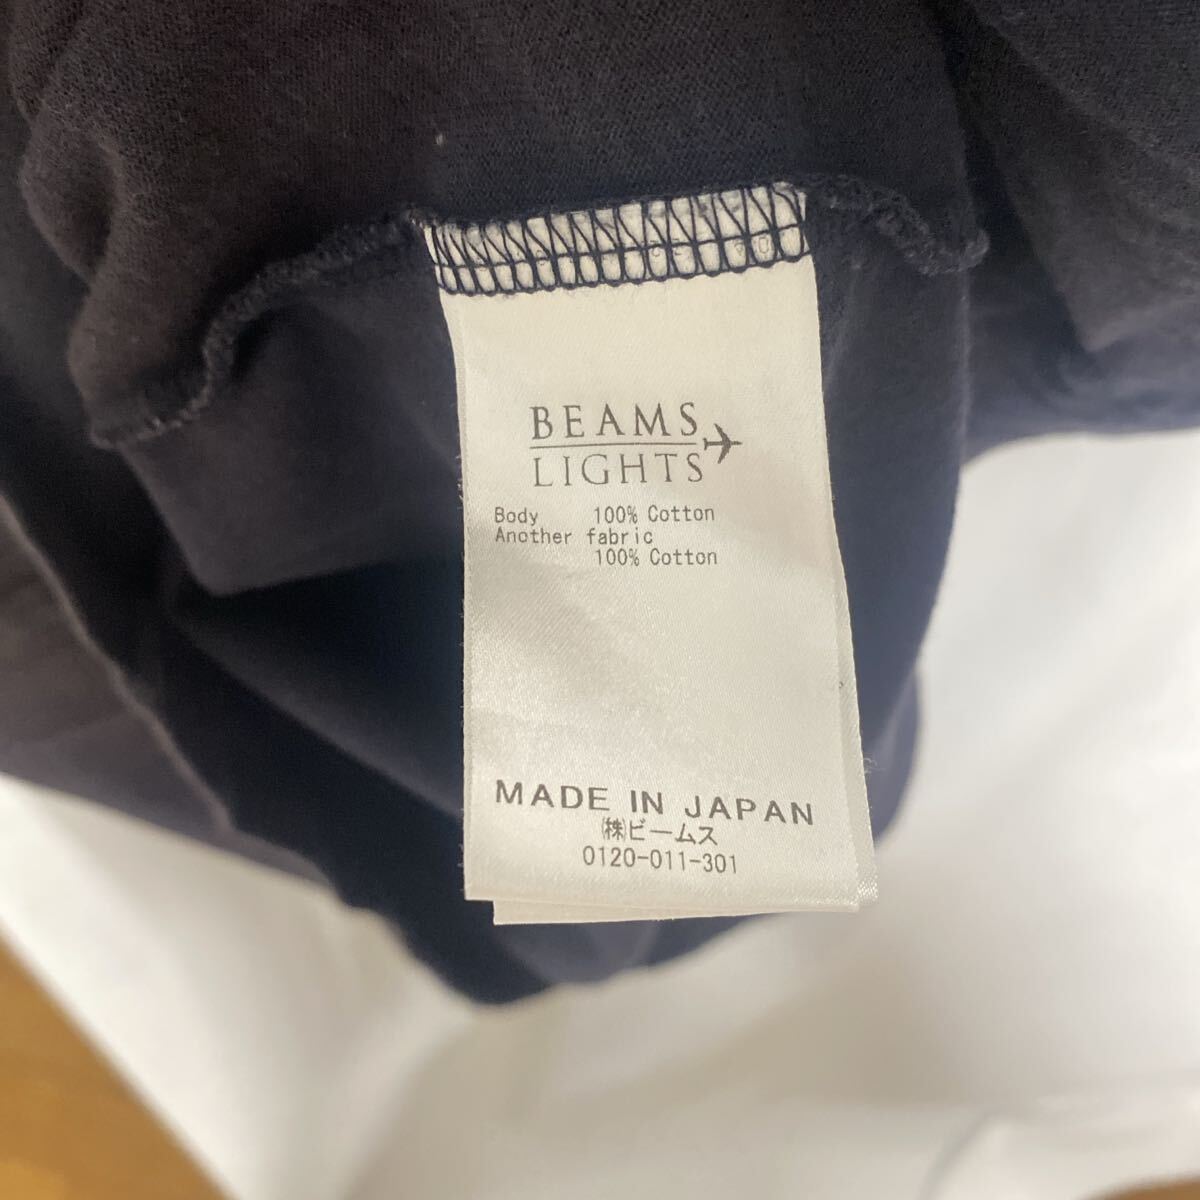 BEAMS
LIGHTS
Body 100% Cotton
Another fabric
100% Cotton
MADE IN JAPAN
㈱ビームス
0120-011-301